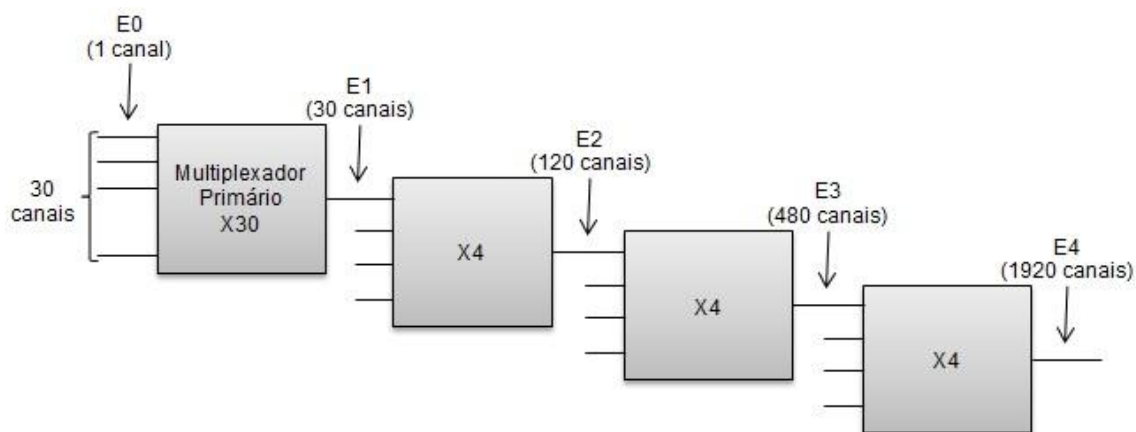 E0
(1 canal)
30
canais
Multiplexador
Primário
X30
E1
(30 canais)
X4
E2
(120 canais)
X4
E3
(480 canais)
X4
E4
(1920 canais)